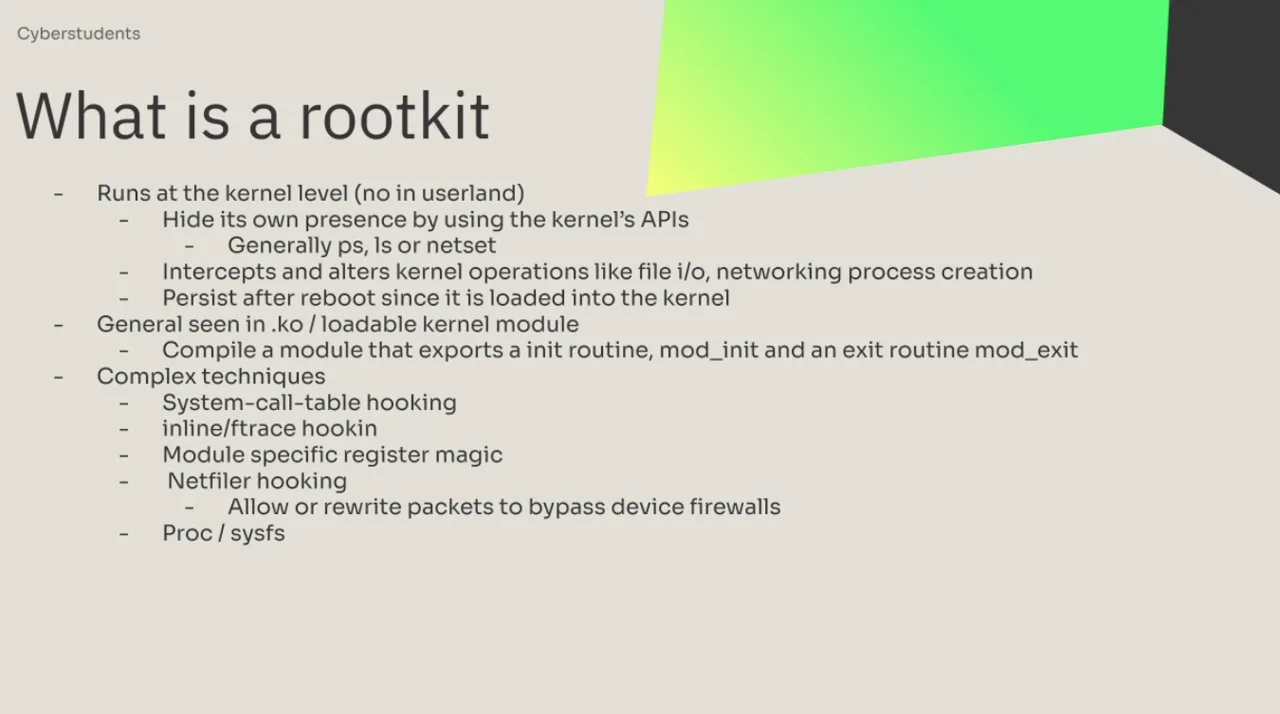 Cyberstudents
What is a rootkit
- Runs at the kernel level (no in userland)
- Hide its own presence by using the kernel’s APIs
- Generally ps, ls or netset
- Intercepts and alters kernel operations like file i/o, networking process creation
- Persist after reboot since it is loaded into the kernel
- General seen in .ko / loadable kernel module
- Compile a module that exports a init routine, mod_init and an exit routine mod_exit
- Complex techniques
- System-call-table hooking
- inline/ftrace hookin
- Module specific register magic
- Netfiler hooking
- Allow or rewrite packets to bypass device firewalls
- Proc / sysfs